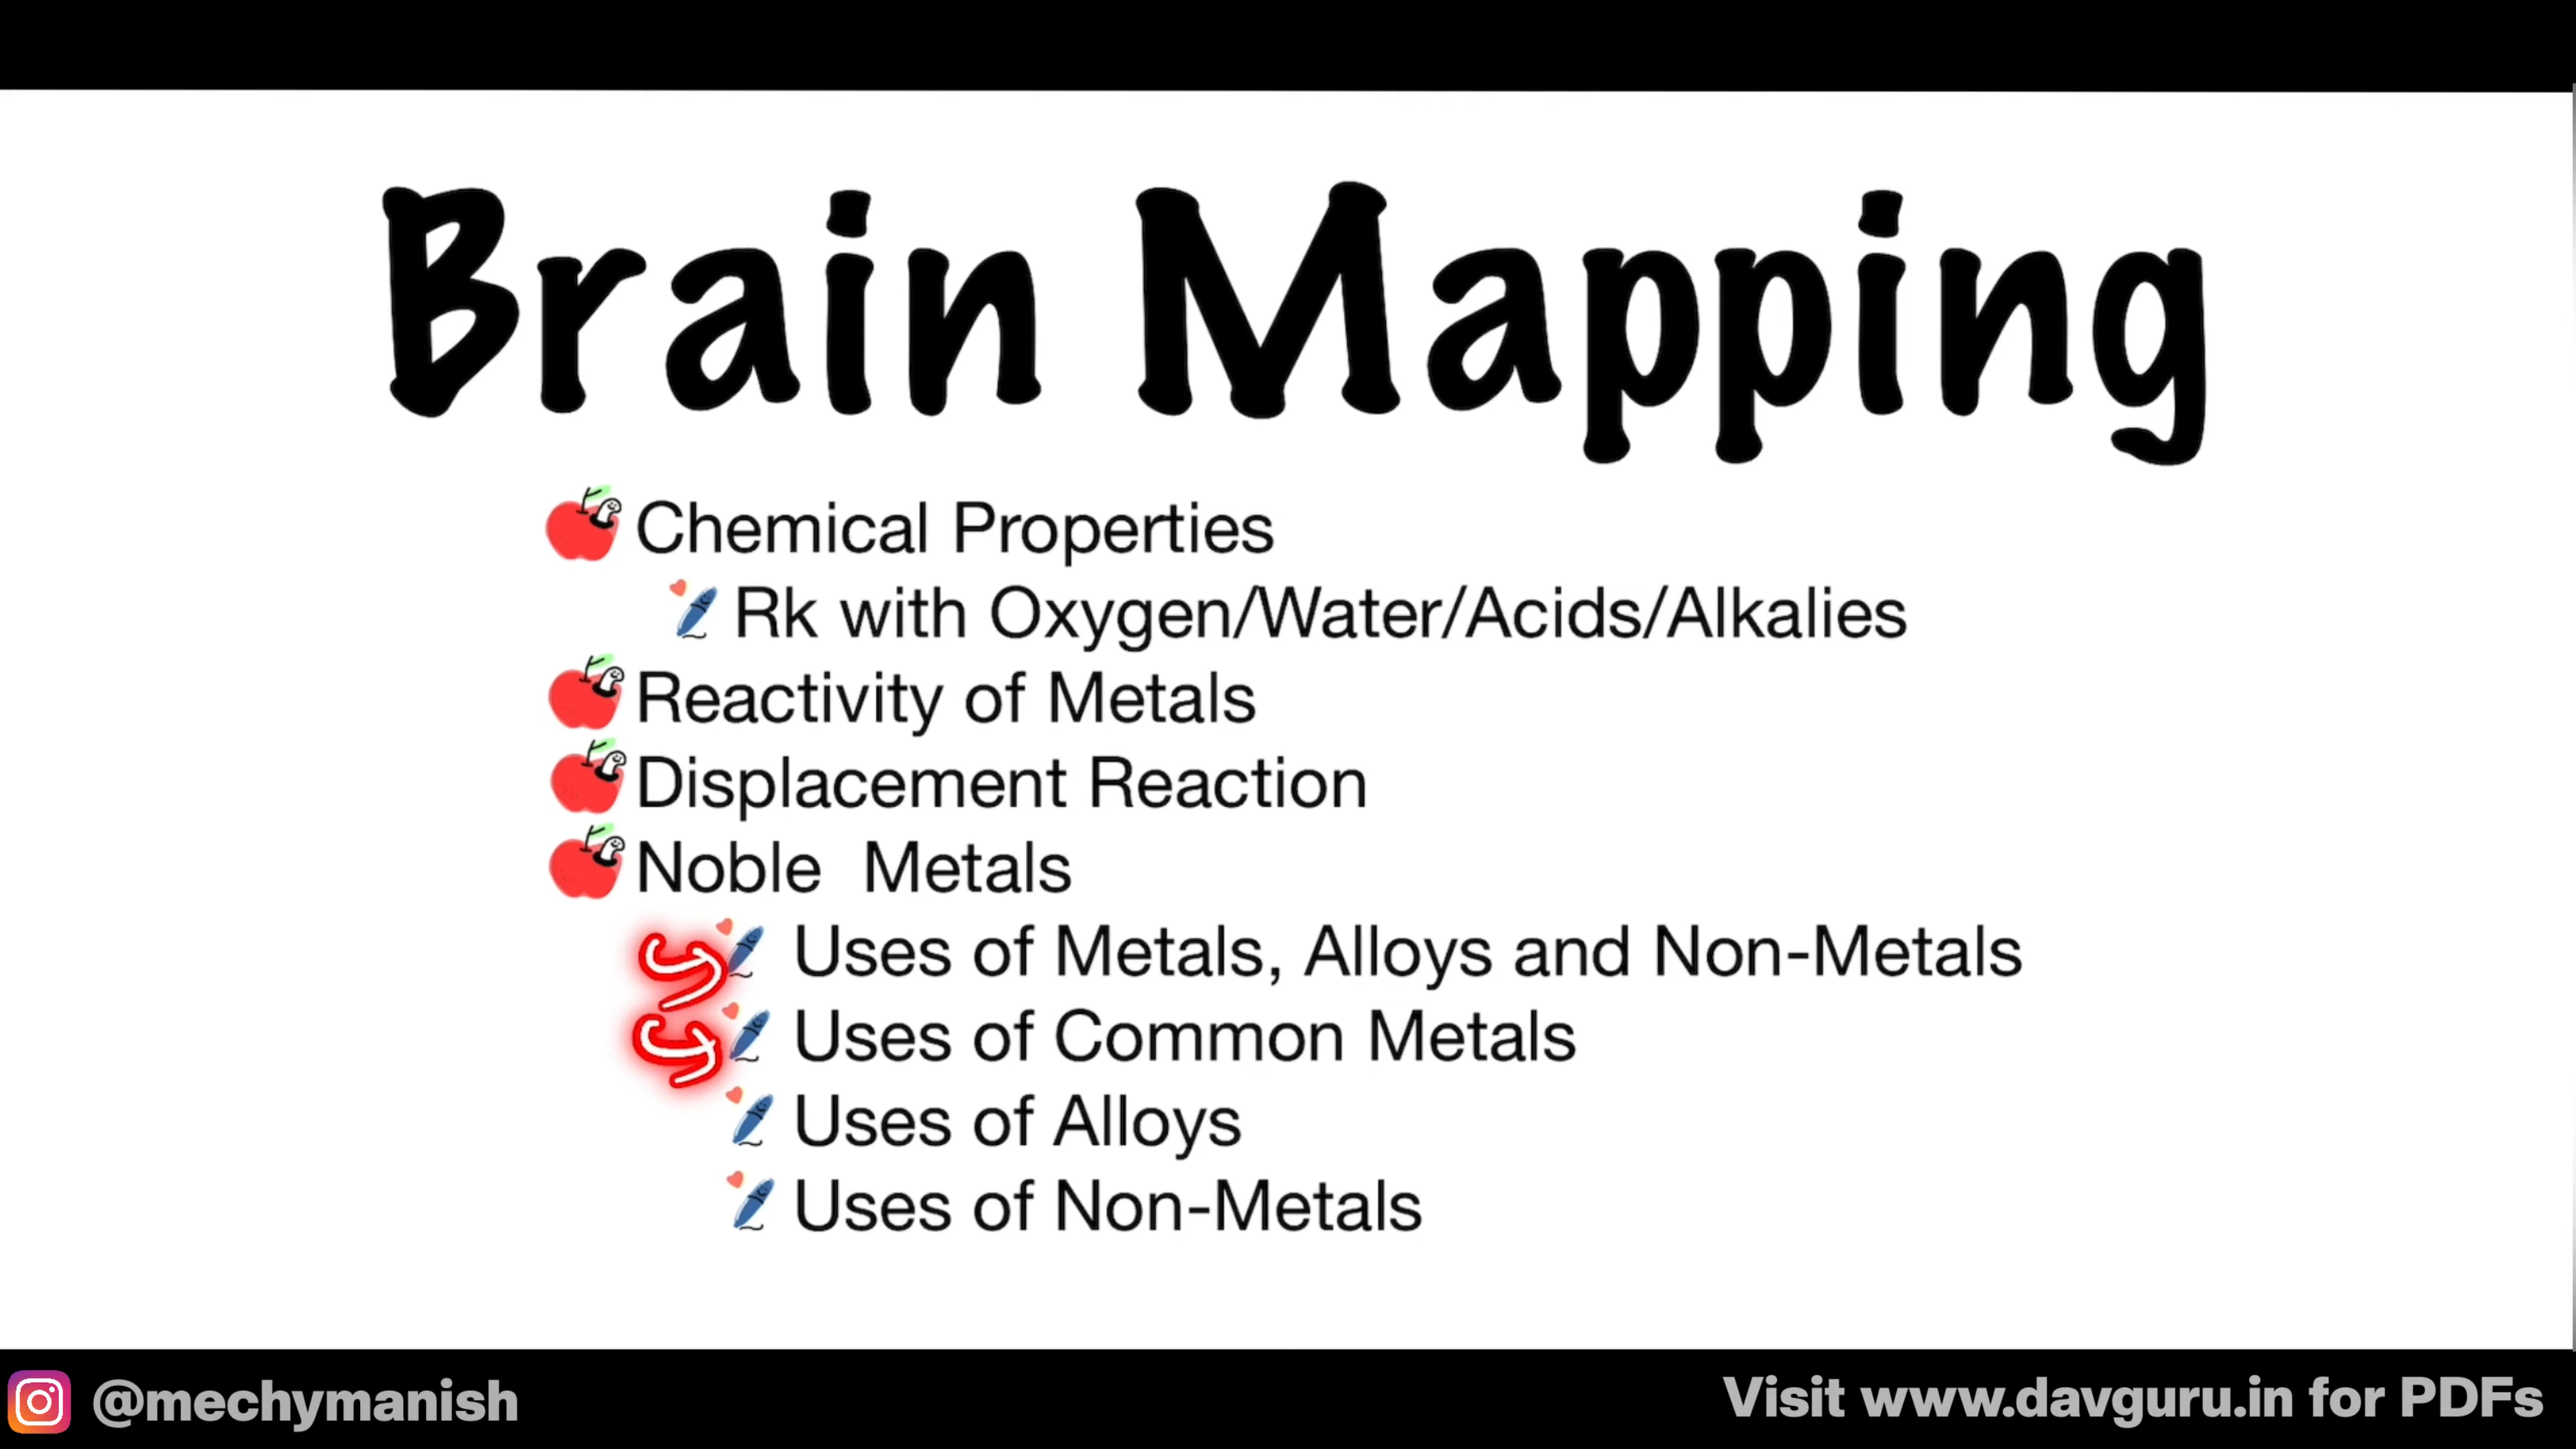 Brain Mapping
Chemical Properties
Rk with Oxygen/Water/Acids/Alkalies
Reactivity of Metals
Displacement Reaction
Noble Metals
Uses of Metals, Alloys and Non-Metals
Uses of Common Metals
Uses of Alloys
Uses of Non-Metals
@mechymanish
Visit www.davguru.in for PDFs